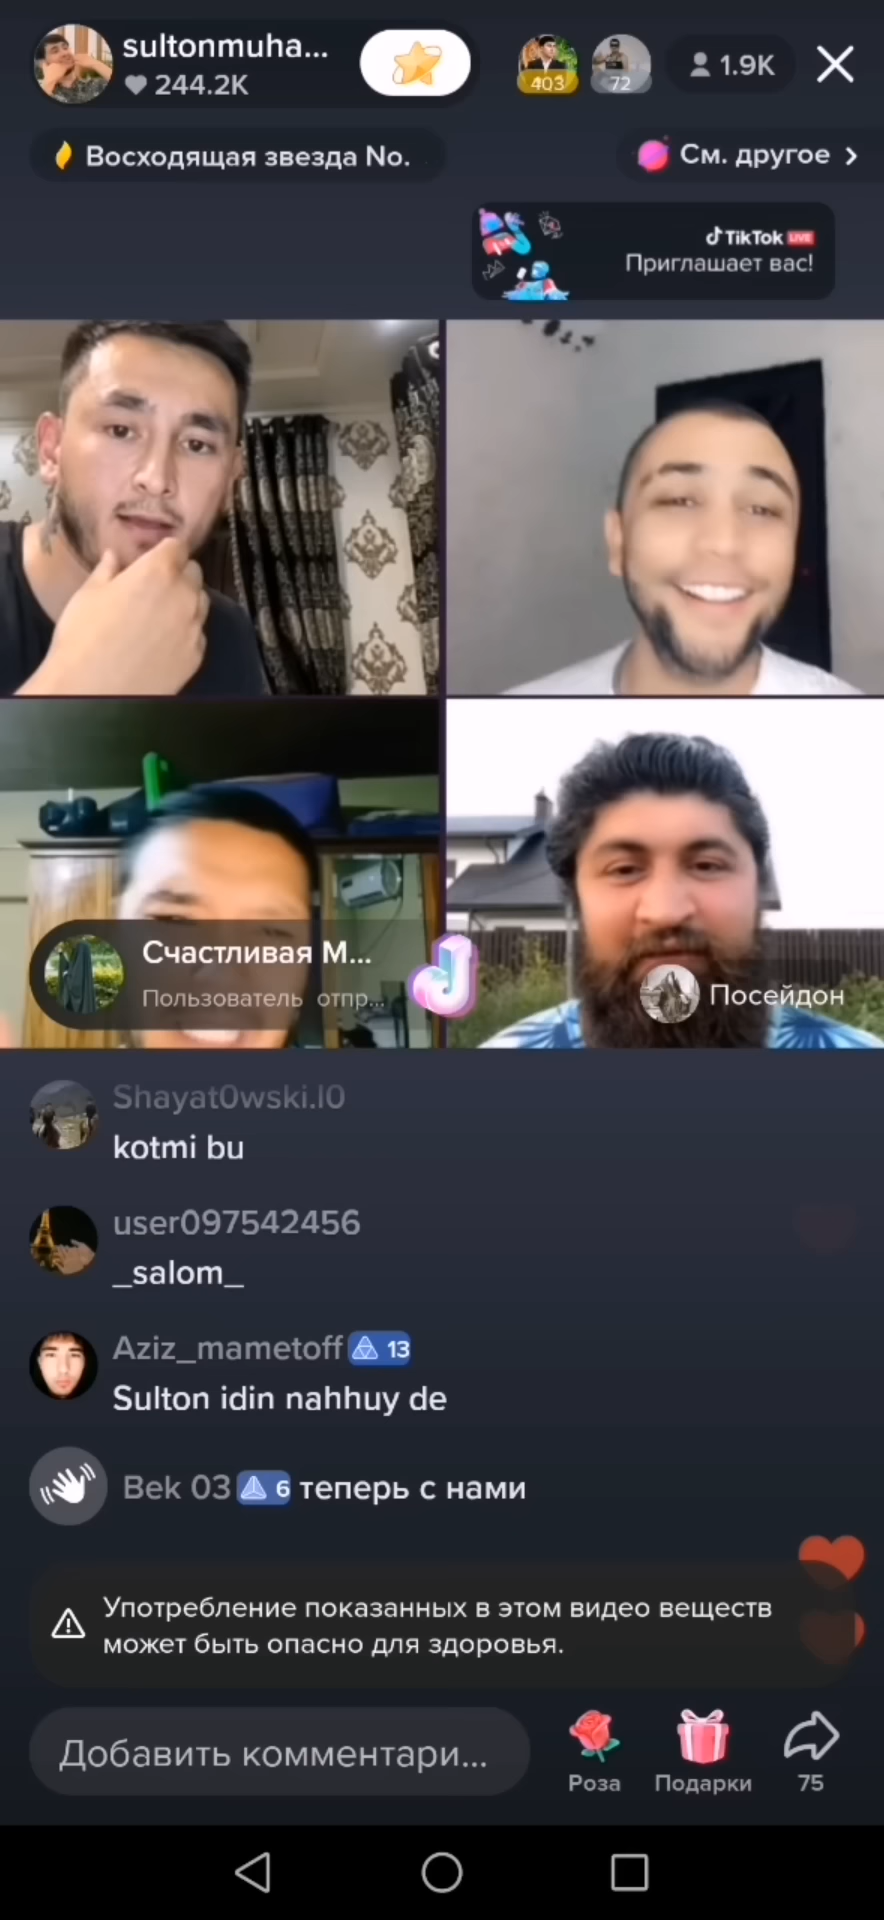 sultonmuha...
244.2K
403
72
1.9K
Восходящая звезда No.
См. другое
TikTok LIVE
Приглашает вас!
Счастливая М...
Пользователь отпр...
Посейдон
Shayat0wski.l0
kotmi bu
user097542456
_salom_
Aziz_mametoff 13
Sulton idin nahhuy de
Bek 03 6 теперь с нами
Употребление показанных в этом видео веществ
может быть опасно для здоровья.
Добавить комментари...
Роза
Подарки
75